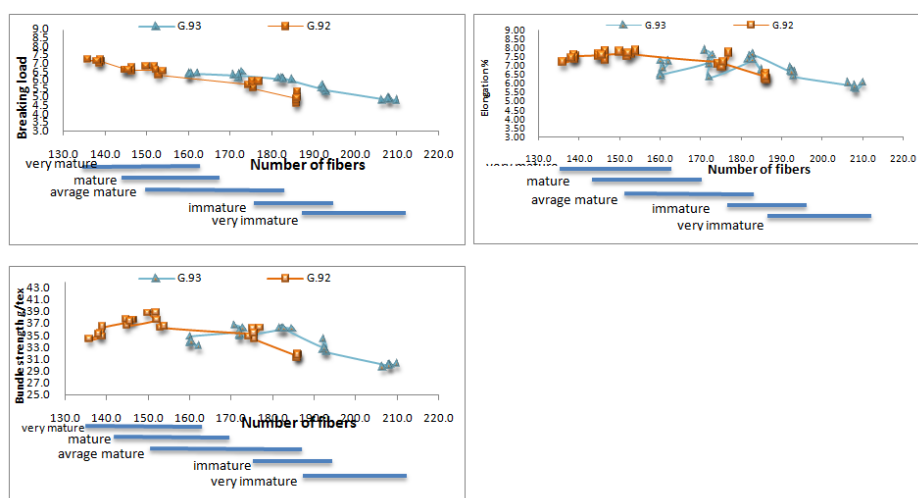 G.93 G.92
Breaking load
9.0
8.5
8.0
7.5
7.0
6.5
6.0
5.5
5.0
4.5
4.0
3.5
3.0
130.0 140.0 150.0 160.0 170.0 180.0 190.0 200.0 210.0 220.0
Number of fibers
very mature
mature
avrage mature
immature
very immature
G.93 G.92
Elongation%
9.00
8.50
8.00
7.50
7.00
6.50
6.00
5.50
5.00
4.50
4.00
3.50
3.00
130.0 140.0 150.0 160.0 170.0 180.0 190.0 200.0 210.0 220.0
Number of fibers
very mature
mature
avrage mature
immature
very immature
G.93 G.92
Bundle strength g/tex
43.0
41.0
39.0
37.0
35.0
33.0
31.0
29.0
27.0
25.0
130.0 140.0 150.0 160.0 170.0 180.0 190.0 200.0 210.0 220.0
Number of fibers
very mature
mature
avrage mature
immature
very immature